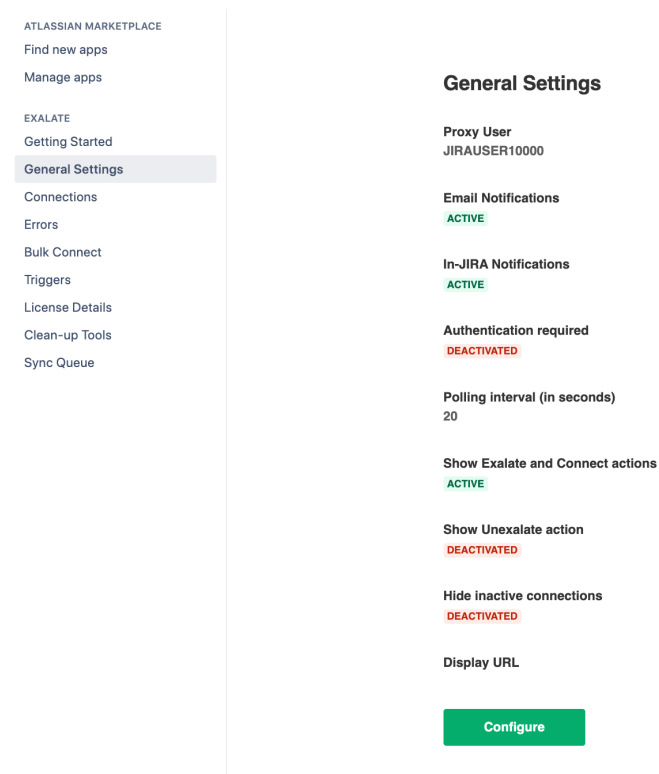 ATLASSIAN MARKETPLACE
Find new apps
Manage apps
EXALATE
Getting Started
General Settings
Connections
Errors
Bulk Connect
Triggers
License Details
Clean-up Tools
Sync Queue
General Settings
Proxy User
JIRAUSER10000
Email Notifications
ACTIVE
In-JIRA Notifications
ACTIVE
Authentication required
DEACTIVATED
Polling interval (in seconds)
20
Show Exalate and Connect actions
ACTIVE
Show Unexalate action
DEACTIVATED
Hide inactive connections
DEACTIVATED
Display URL
Configure